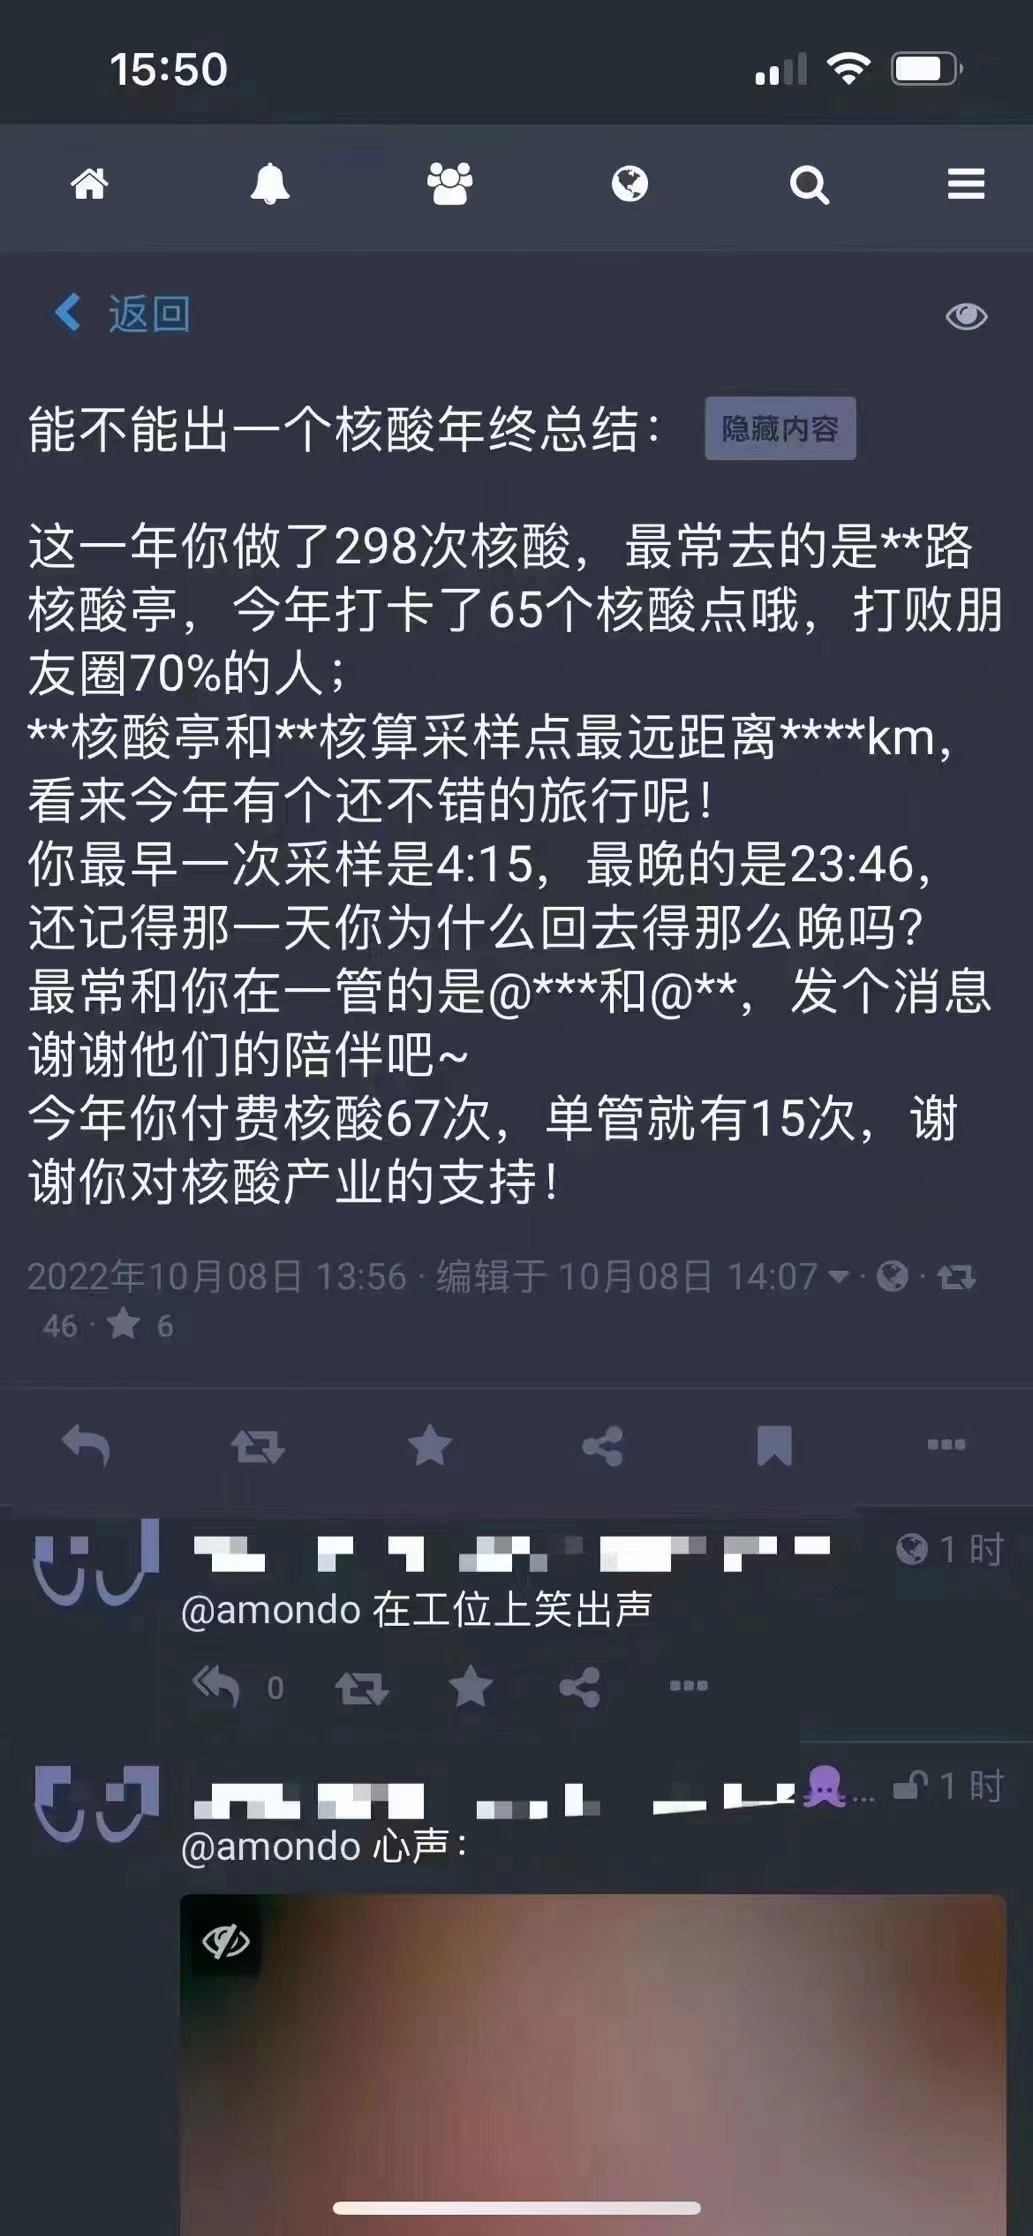 15:50
返回
能不能出一个核酸年终总结： 隐藏内容
这一年你做了298次核酸，最常去的是**路
核酸亭，今年打卡了65个核酸点哦，打败朋
友圈70%的人；
**核酸亭和**核算采样点最远距离****km，
看来今年有个还不错的旅行呢！
你最早一次采样是4:15，最晚的是23:46，
还记得那一天你为什么回去得那么晚吗？
最常和你在一管的是@***和@**，发个消息
谢谢他们的陪伴吧~
今年你付费核酸67次，单管就有15次，谢
谢你对核酸产业的支持！
2022年10月08日 13:56 · 编辑于 10月08日 14:07 · ·
46 · 6
1 时
@amondo 在工位上笑出声
0
... 1 时
@amondo 心声：